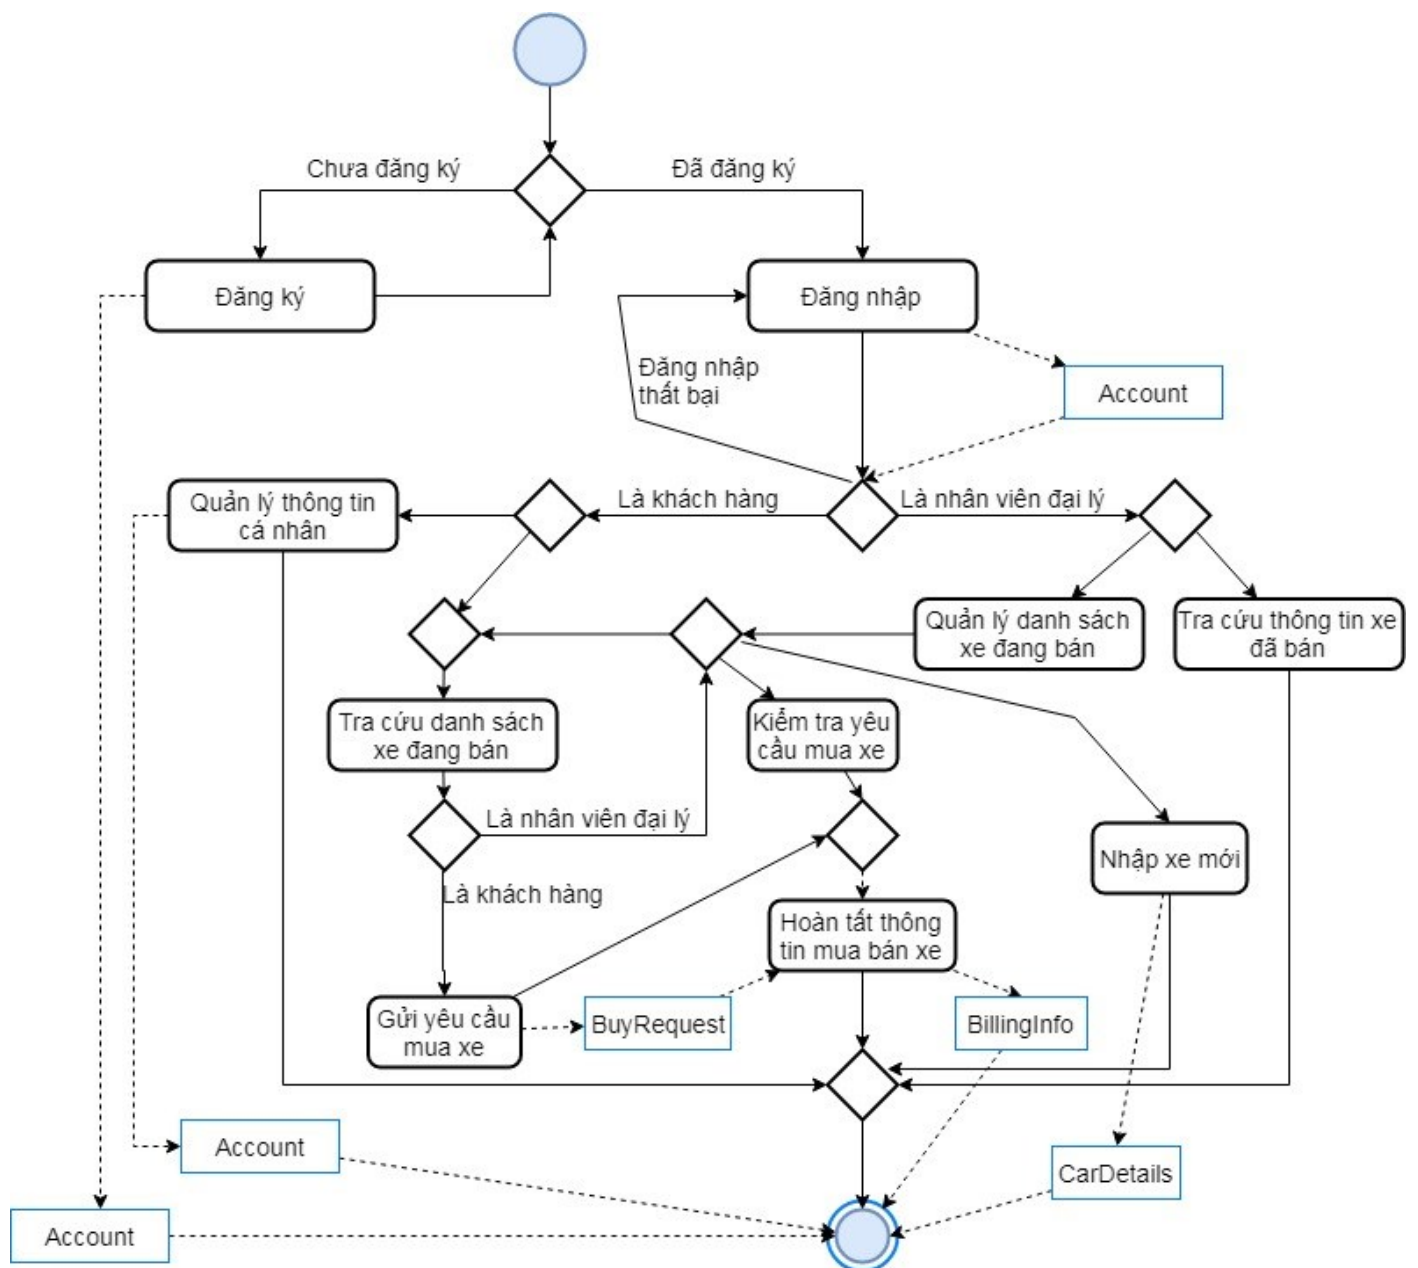 Chưa đăng ký
Đã đăng ký
Đăng ký
Đăng nhập
Đăng nhập
thất bại
Account
Quản lý thông tin
cá nhân
Là khách hàng
Là nhân viên đại lý
Quản lý danh sách
xe đang bán
Tra cứu thông tin xe
đã bán
Tra cứu danh sách
xe đang bán
Kiểm tra yêu
cầu mua xe
Là nhân viên đại lý
Nhập xe mới
Là khách hàng
Hoàn tất thông
tin mua bán xe
Gửi yêu cầu
mua xe
BuyRequest
BillingInfo
Account
CarDetails
Account